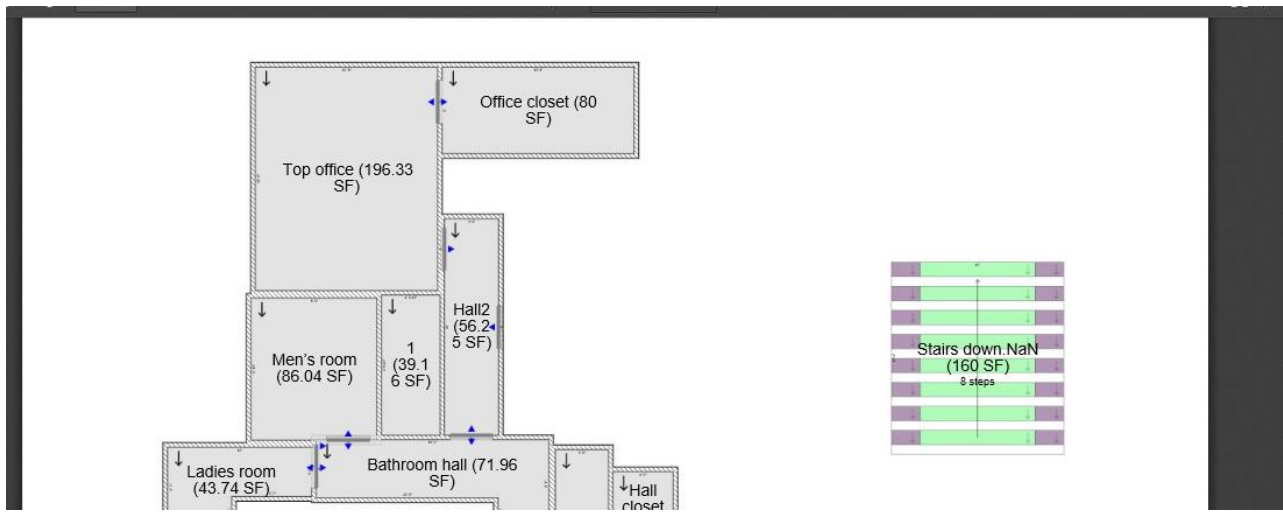 Office closet (80
SF)
Top office (196.33
SF)
Hall2
(56.2
5 SF)
Men's room
(86.04 SF)
1
(39.1
6 SF)
Stairs down.NaN
(160 SF)
8 steps
Bathroom hall (71.96
SF)
Ladies room
(43.74 SF)
Hall
closet